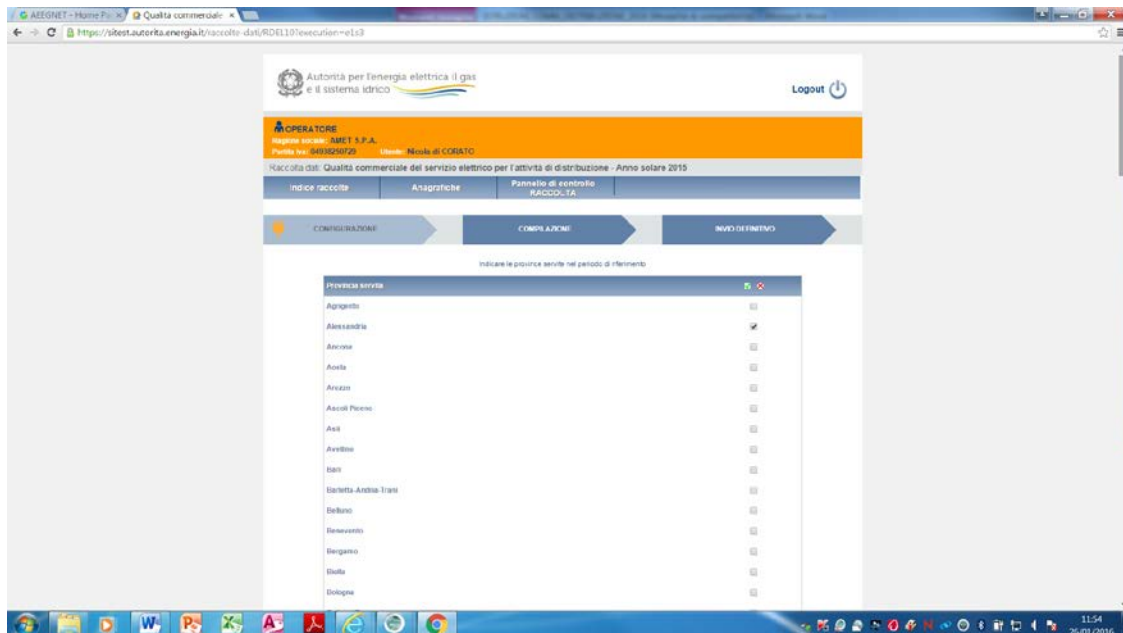 AEEGNET - Home Pa
Qualità commerciale
https://sitest.autorita.energia.it/raccolte-dati/RDEL10?execution=e1s3
Autorità per l'energia elettrica il gas
e il sistema idrico
Logout
OPERATORE
Ragione sociale: AMET S.P.A.
Partita Iva: 04938250729 Utente: Nicola di CORATO
Raccolta dati: Qualità commerciale del servizio elettrico per l'attività di distribuzione - Anno solare 2015
Indice raccolte
Anagrafiche
Pannello di controllo
RACCOLTA
CONFIGURAZIONE
COMPILAZIONE
INVIO DEFINITIVO
Indicare le province servite nel periodo di riferimento
Provincia servita
Agrigento
Alessandria
Ancona
Aosta
Arezzo
Ascoli Piceno
Asti
Avellino
Bari
Barletta-Andria-Trani
Belluno
Benevento
Bergamo
Biella
Bologna
11:54
26/01/2016